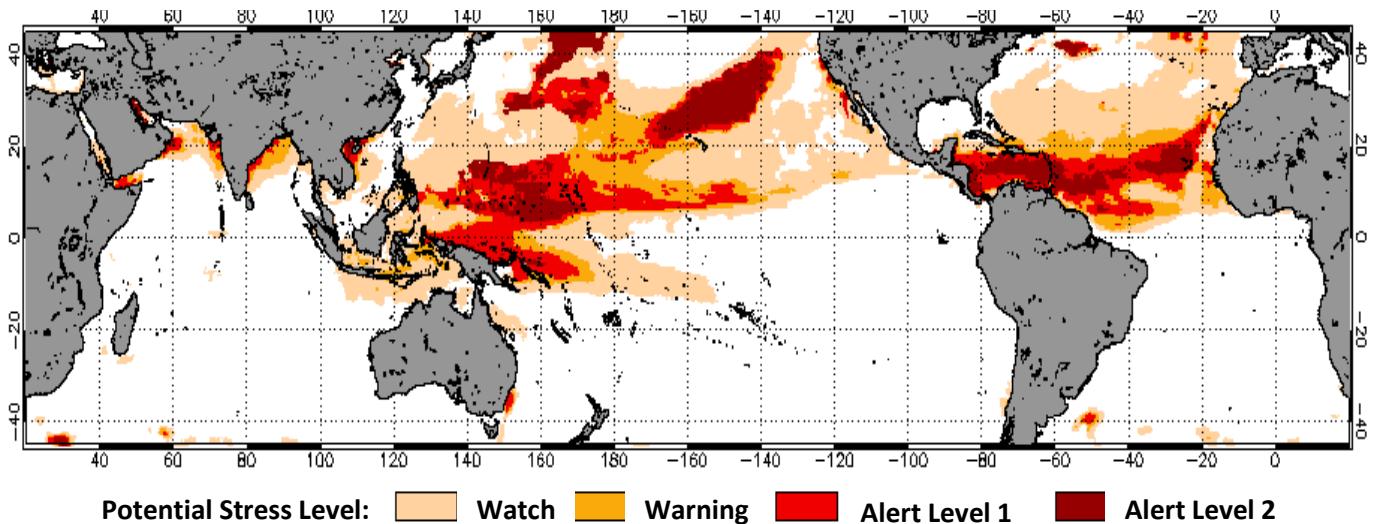 40 60 80 100 120 140 160 180 −160 −140 −120 −100 −80 −60 −40 −20 0
40 40
20 20
0 0
−20 −20
−40 −40
40 60 80 100 120 140 160 180 −160 −140 −120 −100 −80 −60 −40 −20 0
Potential Stress Level: Watch Warning Alert Level 1 Alert Level 2